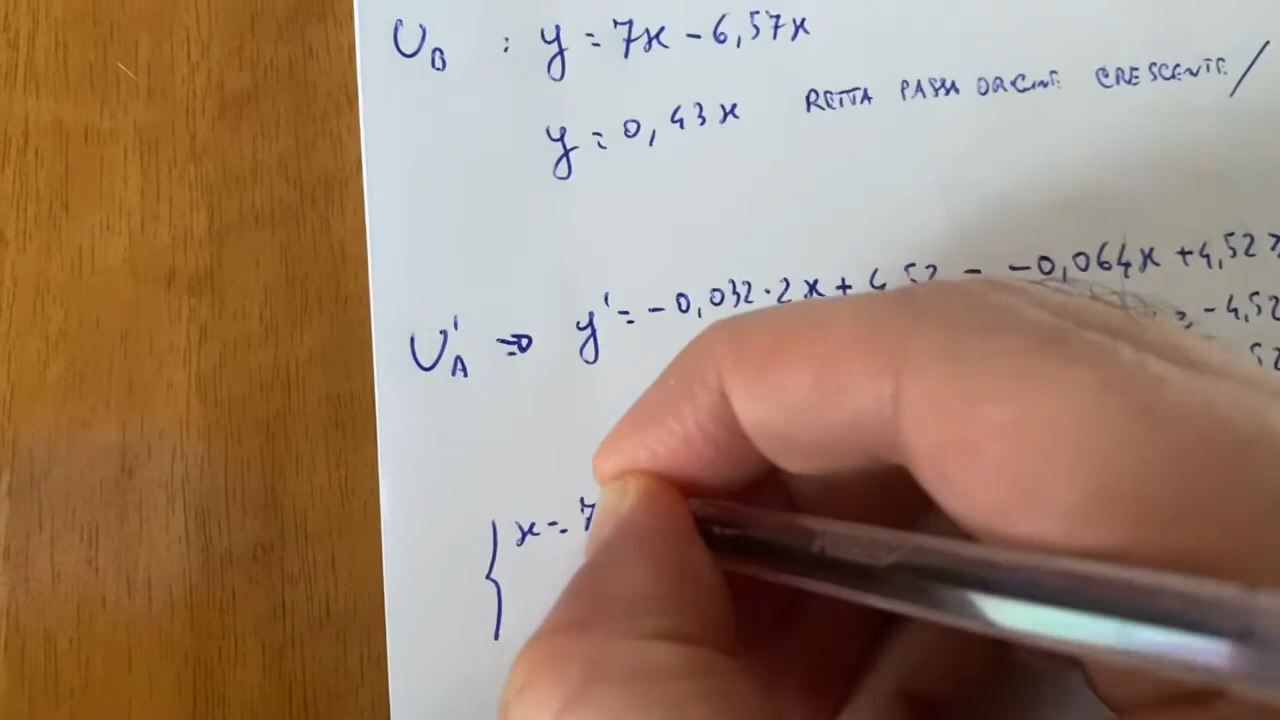 U_B : y = 7x - 6,57x
y = 0,43x RETTA PASSA ORIGINE CRESCENTE /
U'_A ⇒ y' = -0,032·2x + 4,52 = -0,064x + 4,52
-4,52
52
{ x = 7